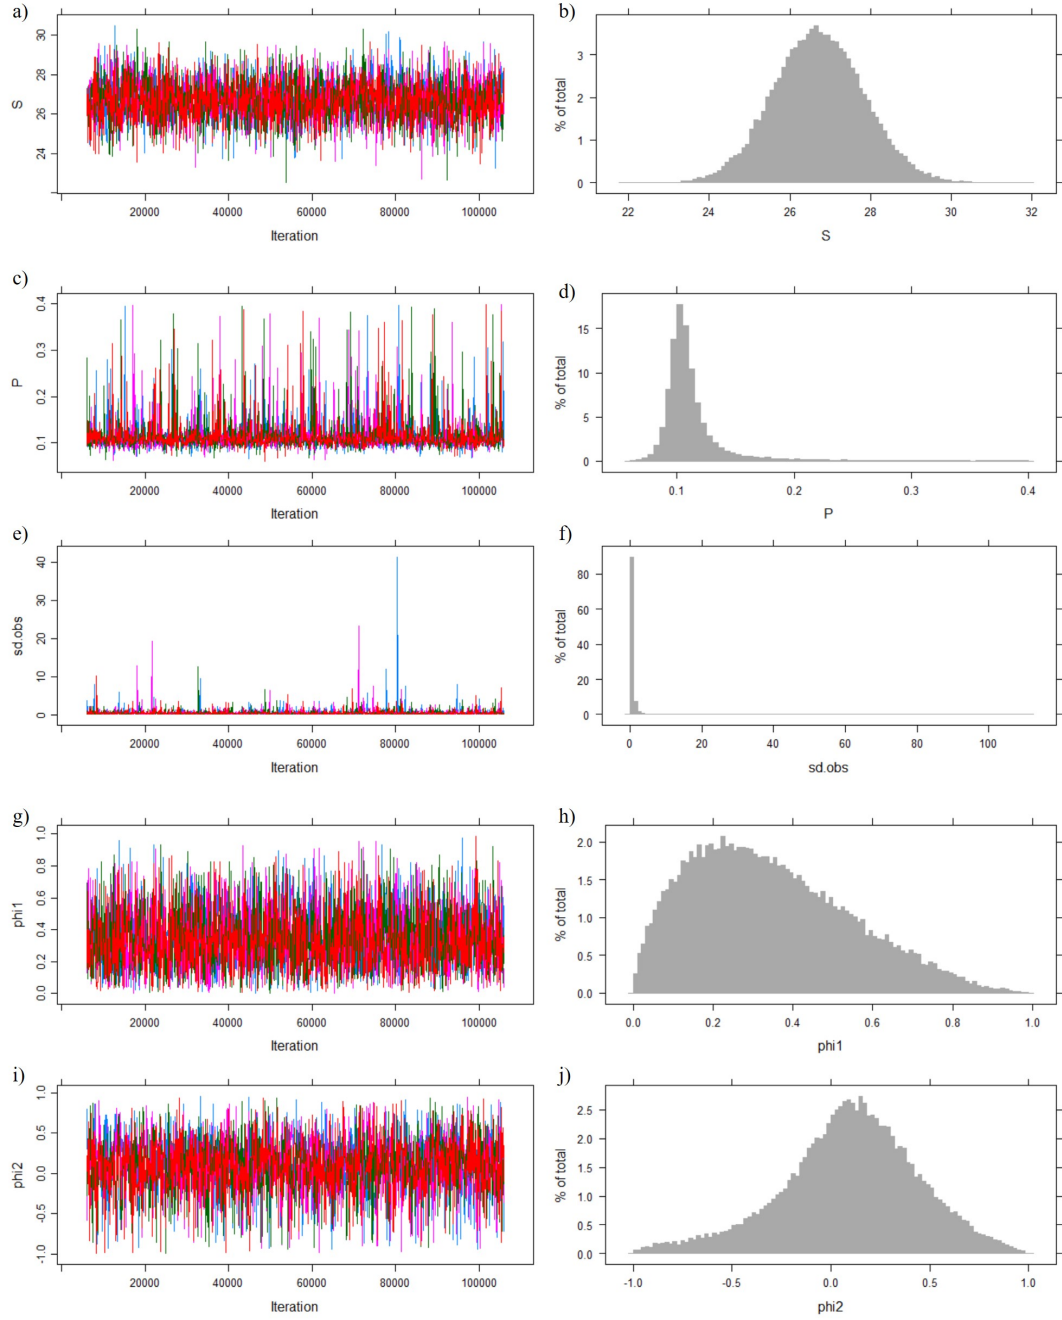 a)
30
28
26
24
S
20000 40000 60000 80000 100000
Iteration
b)
3
2
1
0
% of total
22 24 26 28 30 32
S
c)
0.4
0.3
0.2
0.1
P
20000 40000 60000 80000 100000
Iteration
d)
15
10
5
0
% of total
0.1 0.2 0.3 0.4
P
e)
40
30
20
10
0
sd.obs
20000 40000 60000 80000 100000
Iteration
f)
80
60
40
20
0
% of total
0 20 40 60 80 100
sd.obs
g)
1.0
0.8
0.6
0.4
0.2
0.0
phi1
20000 40000 60000 80000 100000
Iteration
h)
2.0
1.5
1.0
0.5
0.0
% of total
0.0 0.2 0.4 0.6 0.8 1.0
phi1
i)
1.0
0.5
0.0
-0.5
-1.0
phi2
20000 40000 60000 80000 100000
Iteration
j)
2.5
2.0
1.5
1.0
0.5
0.0
% of total
-1.0 -0.5 0.0 0.5 1.0
phi2